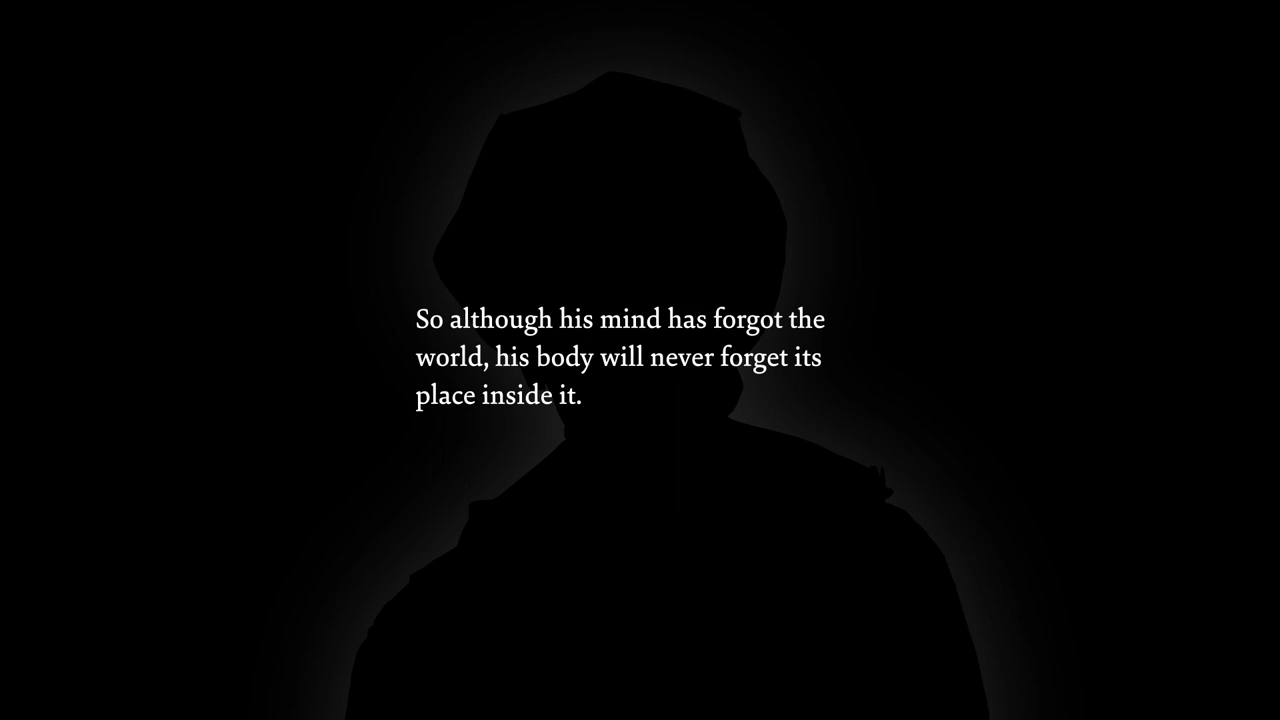 So although his mind has forgot the
world, his body will never forget its
place inside it.